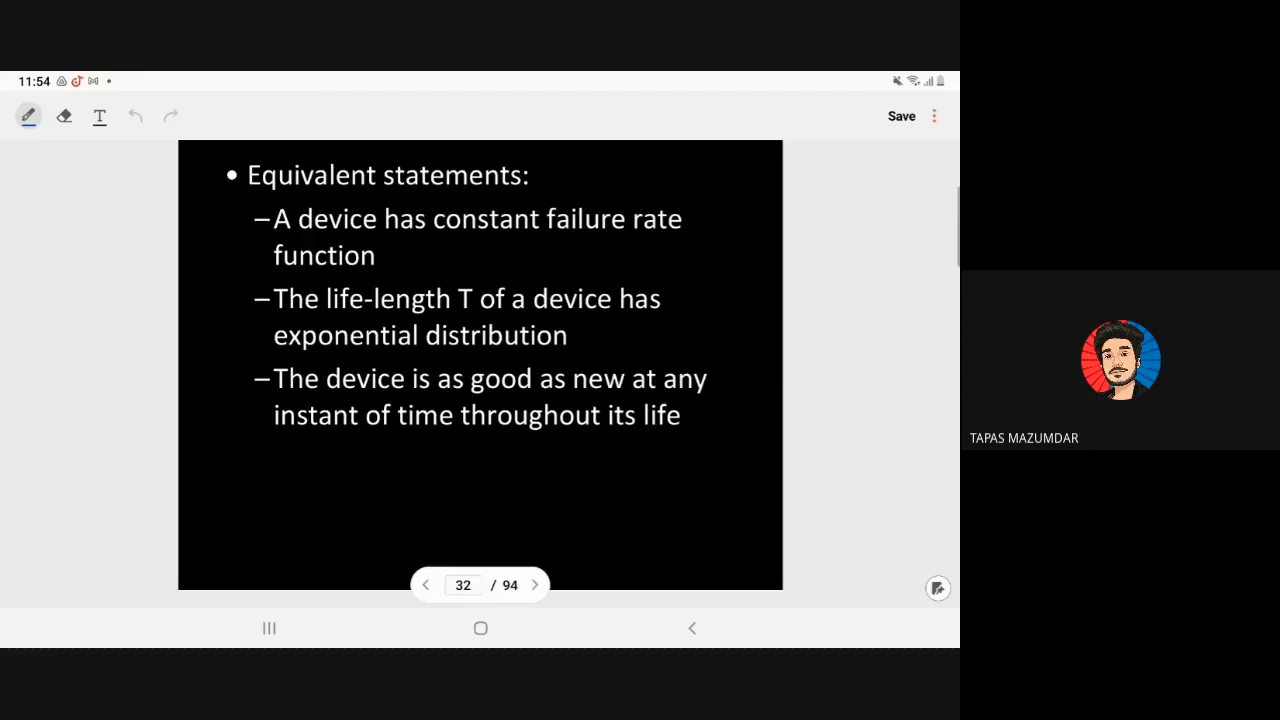 11:54
T
Save
• Equivalent statements:
–A device has constant failure rate
function
–The life-length T of a device has
exponential distribution
–The device is as good as new at any
instant of time throughout its life
32 / 94
TAPAS MAZUMDAR